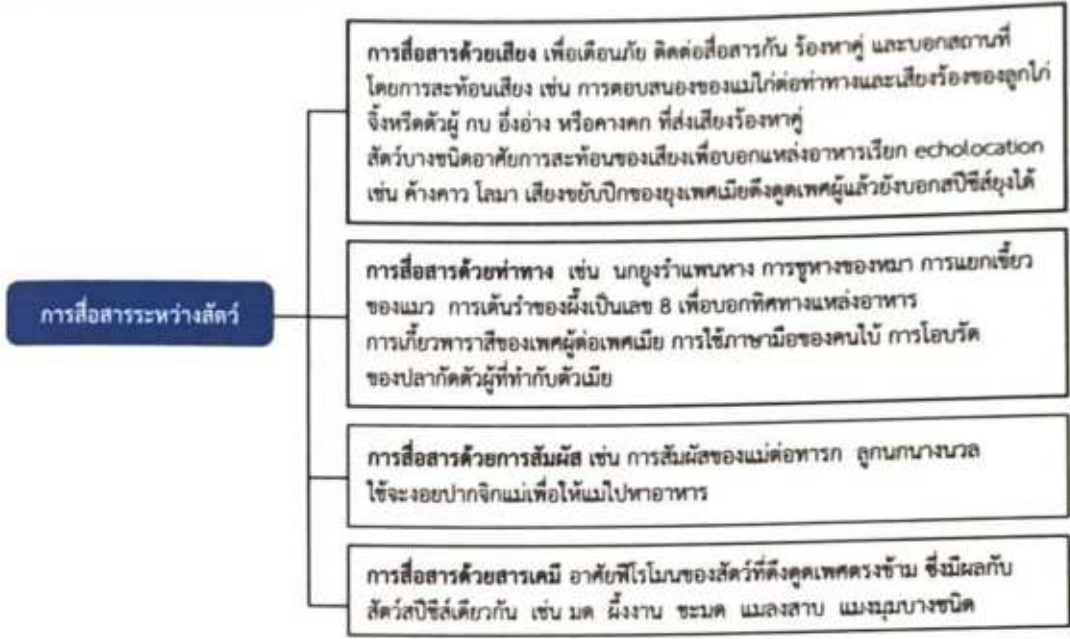 การสื่อสารด้วยเสียง เพื่อเตือนภัย ติดต่อสื่อสารกัน ร้องหาคู่ และบอกสถานที่
โดยการสะท้อนเสียง เช่น การตอบสนองของแม่ไก่ต่อท่าทางและเสียงร้องของลูกไก่
จิ้งหรีดตัวผู้ กบ อึ่งอ่าง หรือคางคก ที่ส่งเสียงร้องหาคู่
สัตว์บางชนิดอาศัยการสะท้อนของเสียงเพื่อบอกแหล่งอาหารเรียก echolocation
เช่น ค้างคาว โลมา เสียงขยับปีกของยุงเพศเมียดึงดูดเพศผู้แล้วยังบอกสปีชีส์ยุงได้
การสื่อสารระหว่างสัตว์
การสื่อสารด้วยท่าทาง เช่น นกยูงรำแพนหาง การชูหางของหมา การแยกเขี้ยว
ของแมว การเต้นรำของผึ้งเป็นเลข 8 เพื่อบอกทิศทางแหล่งอาหาร
การเกี้ยวพาราสีของเพศผู้ต่อเพศเมีย การใช้ภาษามือของคนใบ้ การโอบรัด
ของปลากัดตัวผู้ที่ทำกับตัวเมีย
การสื่อสารด้วยการสัมผัส เช่น การสัมผัสของแม่ต่อทารก ลูกนกนางนวล
ใช้จะงอยปากจิกแม่เพื่อให้แม่ไปหาอาหาร
การสื่อสารด้วยสารเคมี อาศัยฟีโรโมนของสัตว์ที่ดึงดูดเพศตรงข้าม ซึ่งมีผลกับ
สัตว์สปีชีส์เดียวกัน เช่น มด ผึ้งงาน ชะมด แมลงสาบ แมงมุมบางชนิด